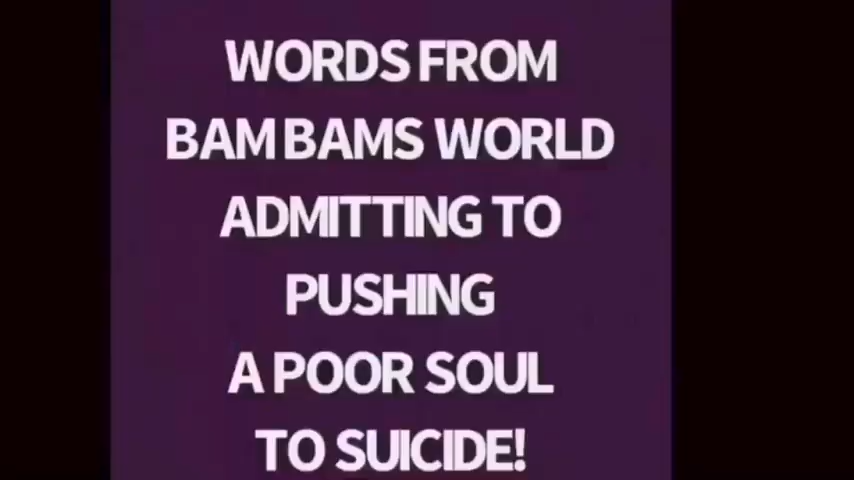 WORDS FROM
BAM BAMS WORLD
ADMITTING TO
PUSHING
A POOR SOUL
TO SUICIDE!